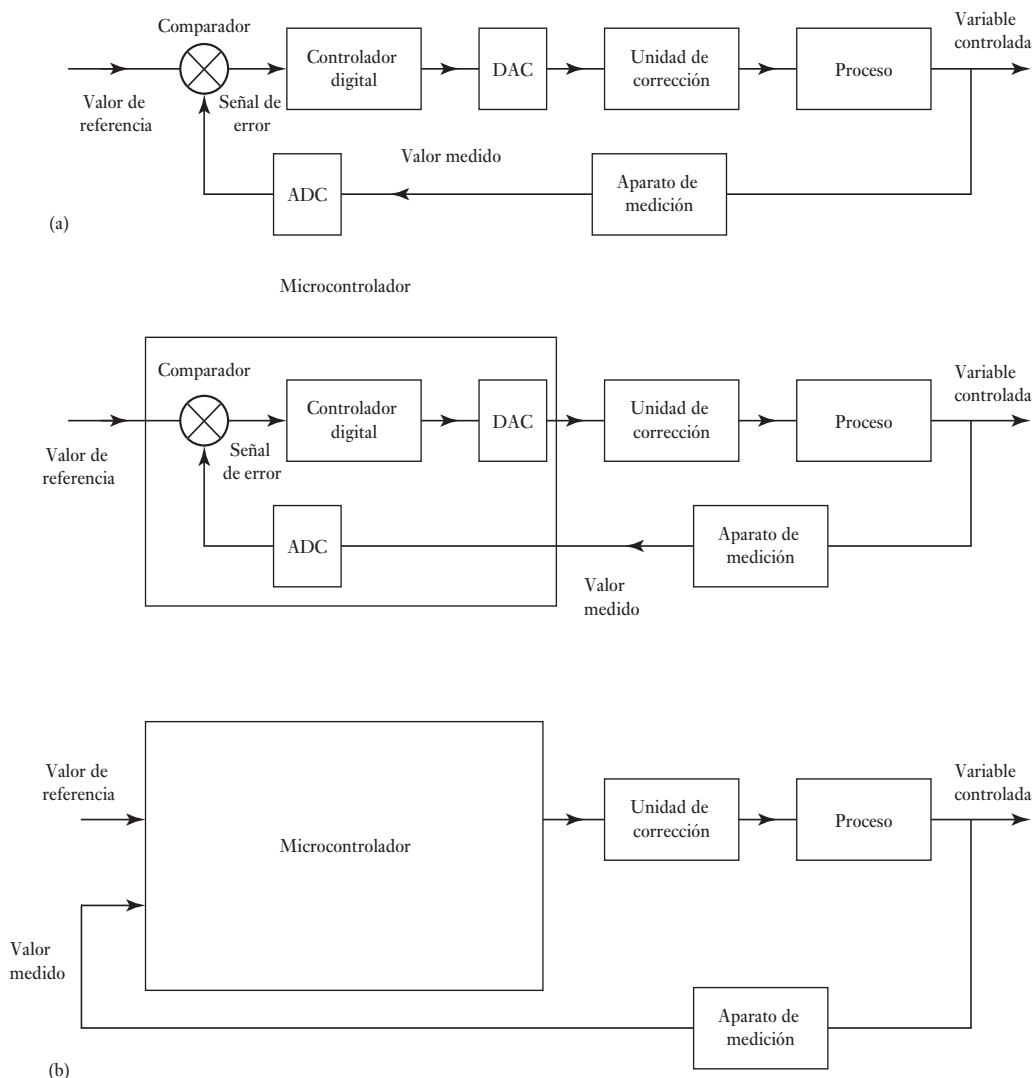 Comparador
Variable
controlada
Controlador
digital
DAC
Unidad de
corrección
Proceso
Valor de
referencia
Señal de
error
Valor medido
ADC
Aparato de
medición
(a)
Microcontrolador
Comparador
Variable
controlada
Controlador
digital
DAC
Unidad de
corrección
Proceso
Valor de
referencia
Señal
de error
ADC
Aparato de
medición
Valor
medido
Valor de
referencia
Variable
controlada
Microcontrolador
Unidad de
corrección
Proceso
Valor
medido
Aparato de
medición
(b)